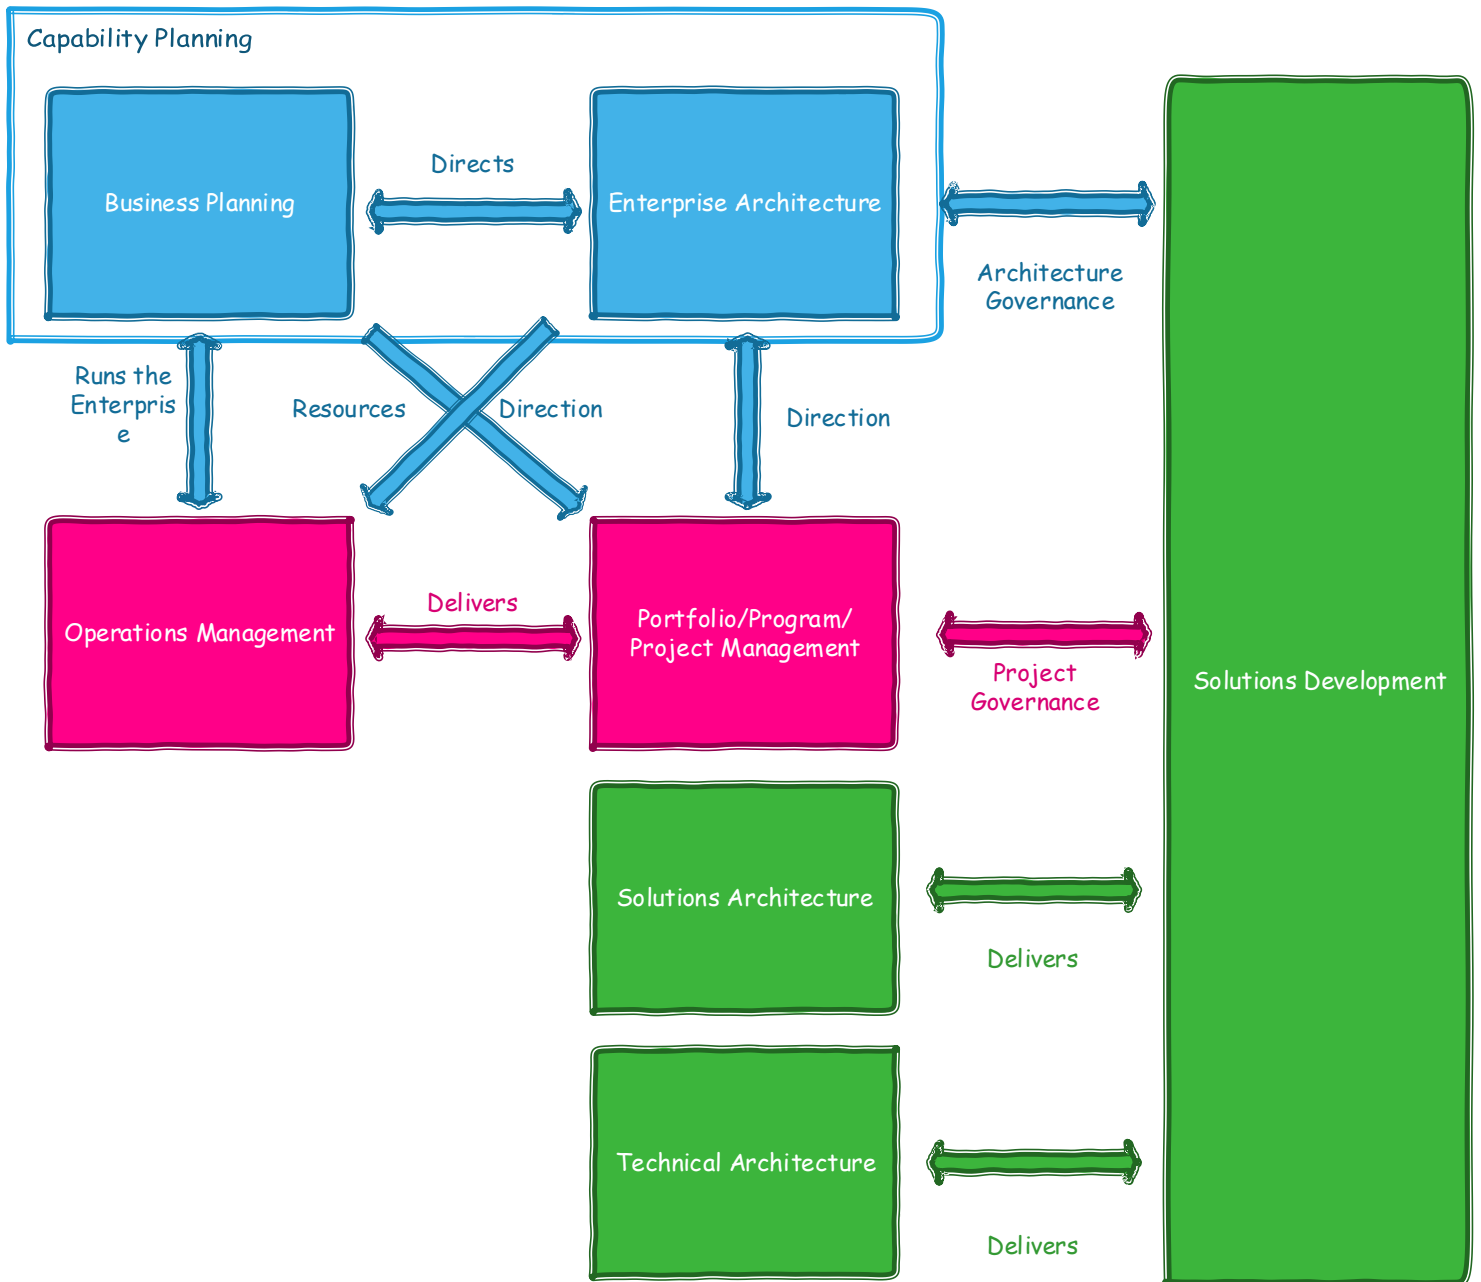 Capability Planning
Business Planning
Directs
Enterprise Architecture
Architecture
Governance
Runs the
Enterpris
e
Resources
Direction
Direction
Operations Management
Delivers
Portfolio/Program/
Project Management
Project
Governance
Solutions Development
Solutions Architecture
Delivers
Technical Architecture
Delivers